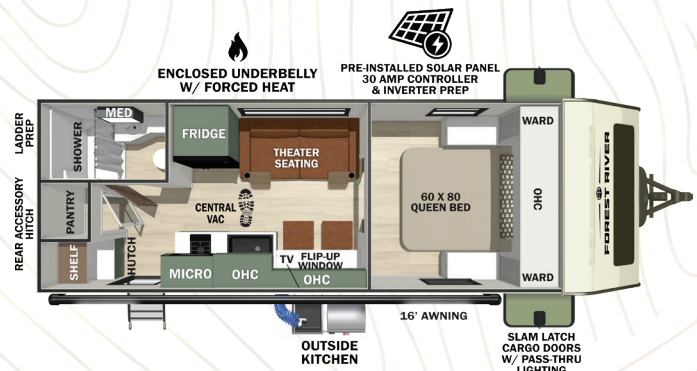 ENCLOSED UNDERBELLY
W/ FORCED HEAT
PRE-INSTALLED SOLAR PANEL
30 AMP CONTROLLER
& INVERTER PREP
LADDER
PREP
SHOWER
MED
FRIDGE
THEATER
SEATING
WARD
REAR ACCESSORY
HITCH
PANTRY
CENTRAL
VAC
60 X 80
QUEEN BED
OHC
FOREST RIVER
SHELF
HUTCH
MICRO
OHC
TV
FLIP-UP
WINDOW
OHC
WARD
16' AWNING
OUTSIDE
KITCHEN
SLAM LATCH
CARGO DOORS
W/ PASS-THRU
LIGHTING